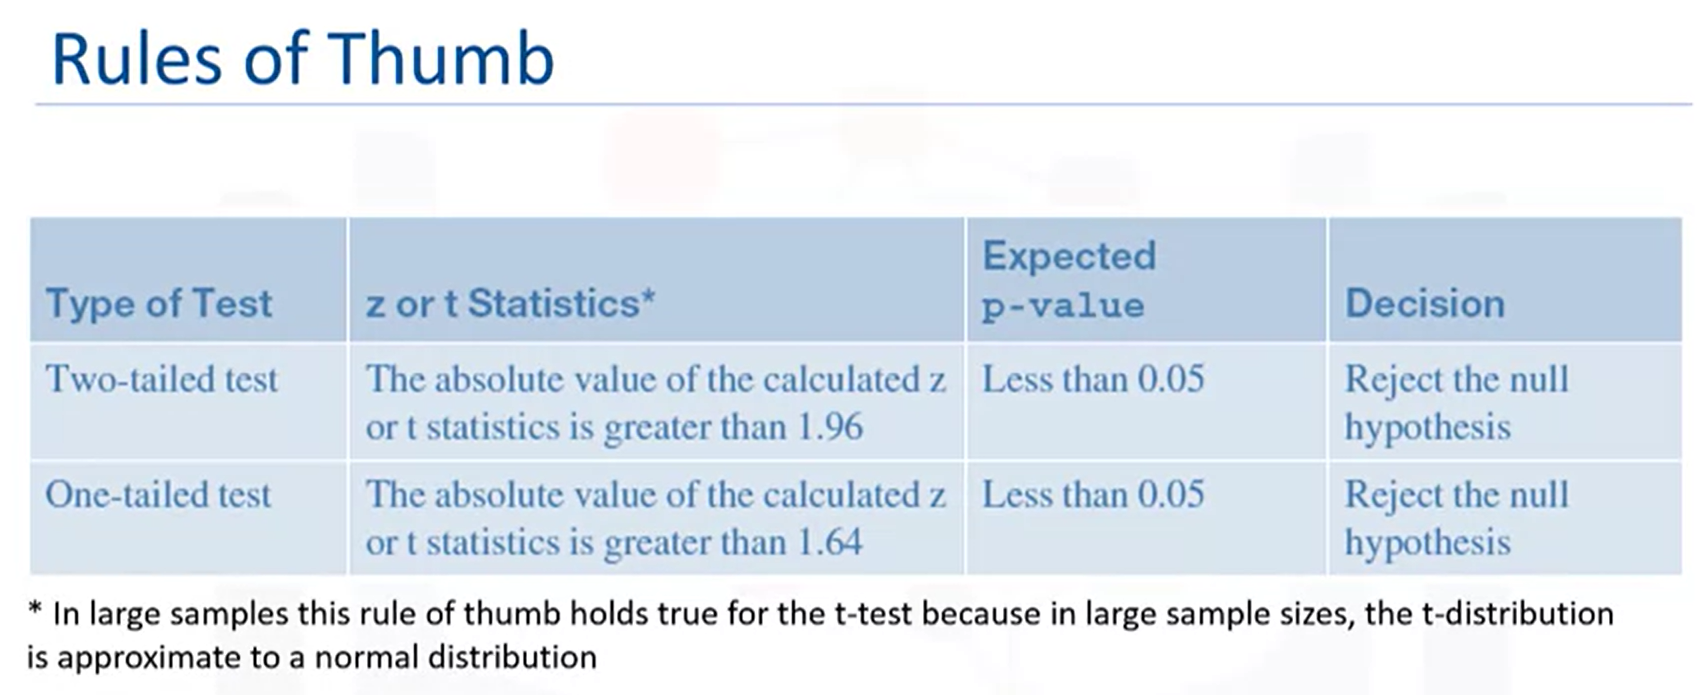 Rules of Thumb
Type of Test
z or t Statistics*
Expected
p-value
Decision
Two-tailed test
The absolute value of the calculated z
or t statistics is greater than 1.96
Less than 0.05
Reject the null
hypothesis
One-tailed test
The absolute value of the calculated z
or t statistics is greater than 1.64
Less than 0.05
Reject the null
hypothesis
* In large samples this rule of thumb holds true for the t-test because in large sample sizes, the t-distribution
is approximate to a normal distribution